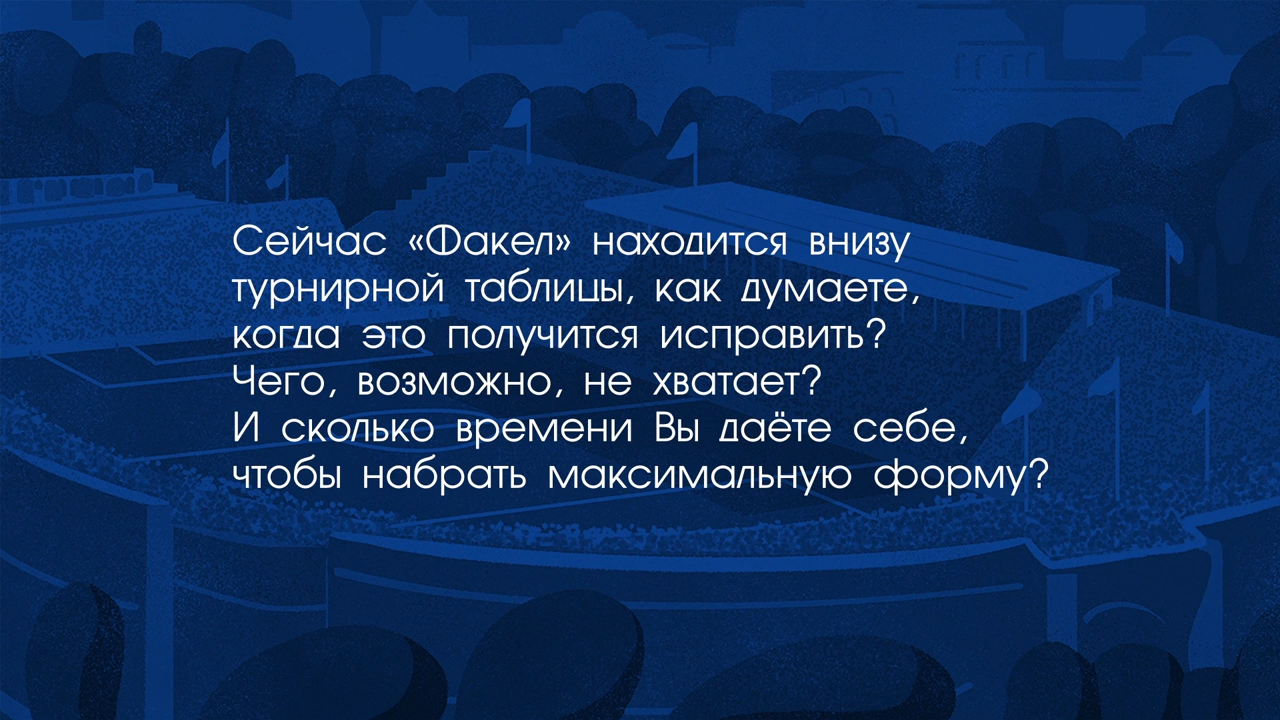 Сейчас «Факел» находится внизу
турнирной таблицы, как думаете,
когда это получится исправить?
Чего, возможно, не хватает?
И сколько времени Вы даёте себе,
чтобы набрать максимальную форму?